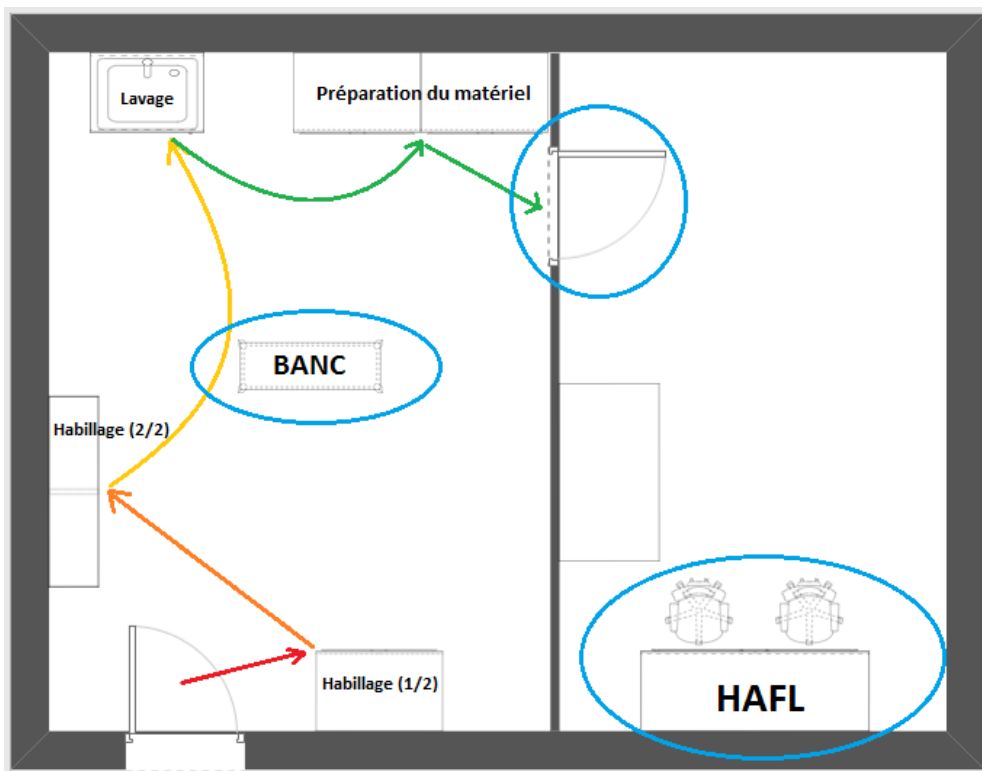 Lavage
Préparation du matériel
BANC
Habillage (2/2)
Habillage (1/2)
HAFL